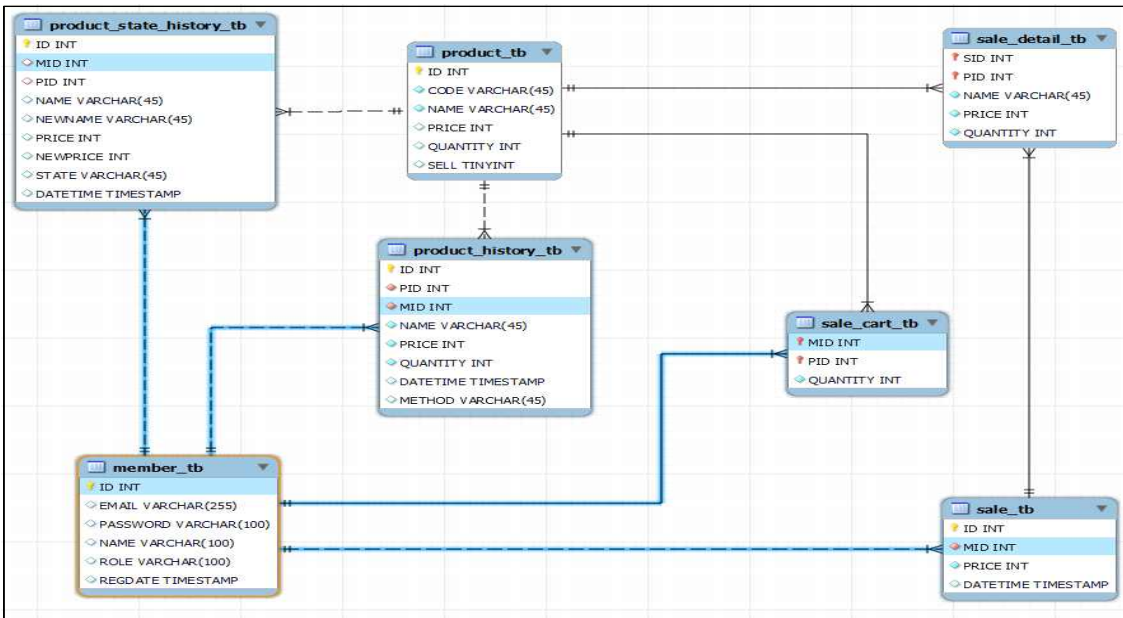 product_state_history_tb
ID INT
MID INT
PID INT
NAME VARCHAR(45)
NEWNAME VARCHAR(45)
PRICE INT
NEWPRICE INT
STATE VARCHAR(45)
DATETIME TIMESTAMP
product_tb
ID INT
CODE VARCHAR(45)
NAME VARCHAR(45)
PRICE INT
QUANTITY INT
SELL TINYINT
sale_detail_tb
SID INT
PID INT
NAME VARCHAR(45)
PRICE INT
QUANTITY INT
product_history_tb
ID INT
PID INT
MID INT
NAME VARCHAR(45)
PRICE INT
QUANTITY INT
DATETIME TIMESTAMP
METHOD VARCHAR(45)
sale_cart_tb
MID INT
PID INT
QUANTITY INT
member_tb
ID INT
EMAIL VARCHAR(255)
PASSWORD VARCHAR(100)
NAME VARCHAR(100)
ROLE VARCHAR(100)
REGDATE TIMESTAMP
sale_tb
ID INT
MID INT
PRICE INT
DATETIME TIMESTAMP